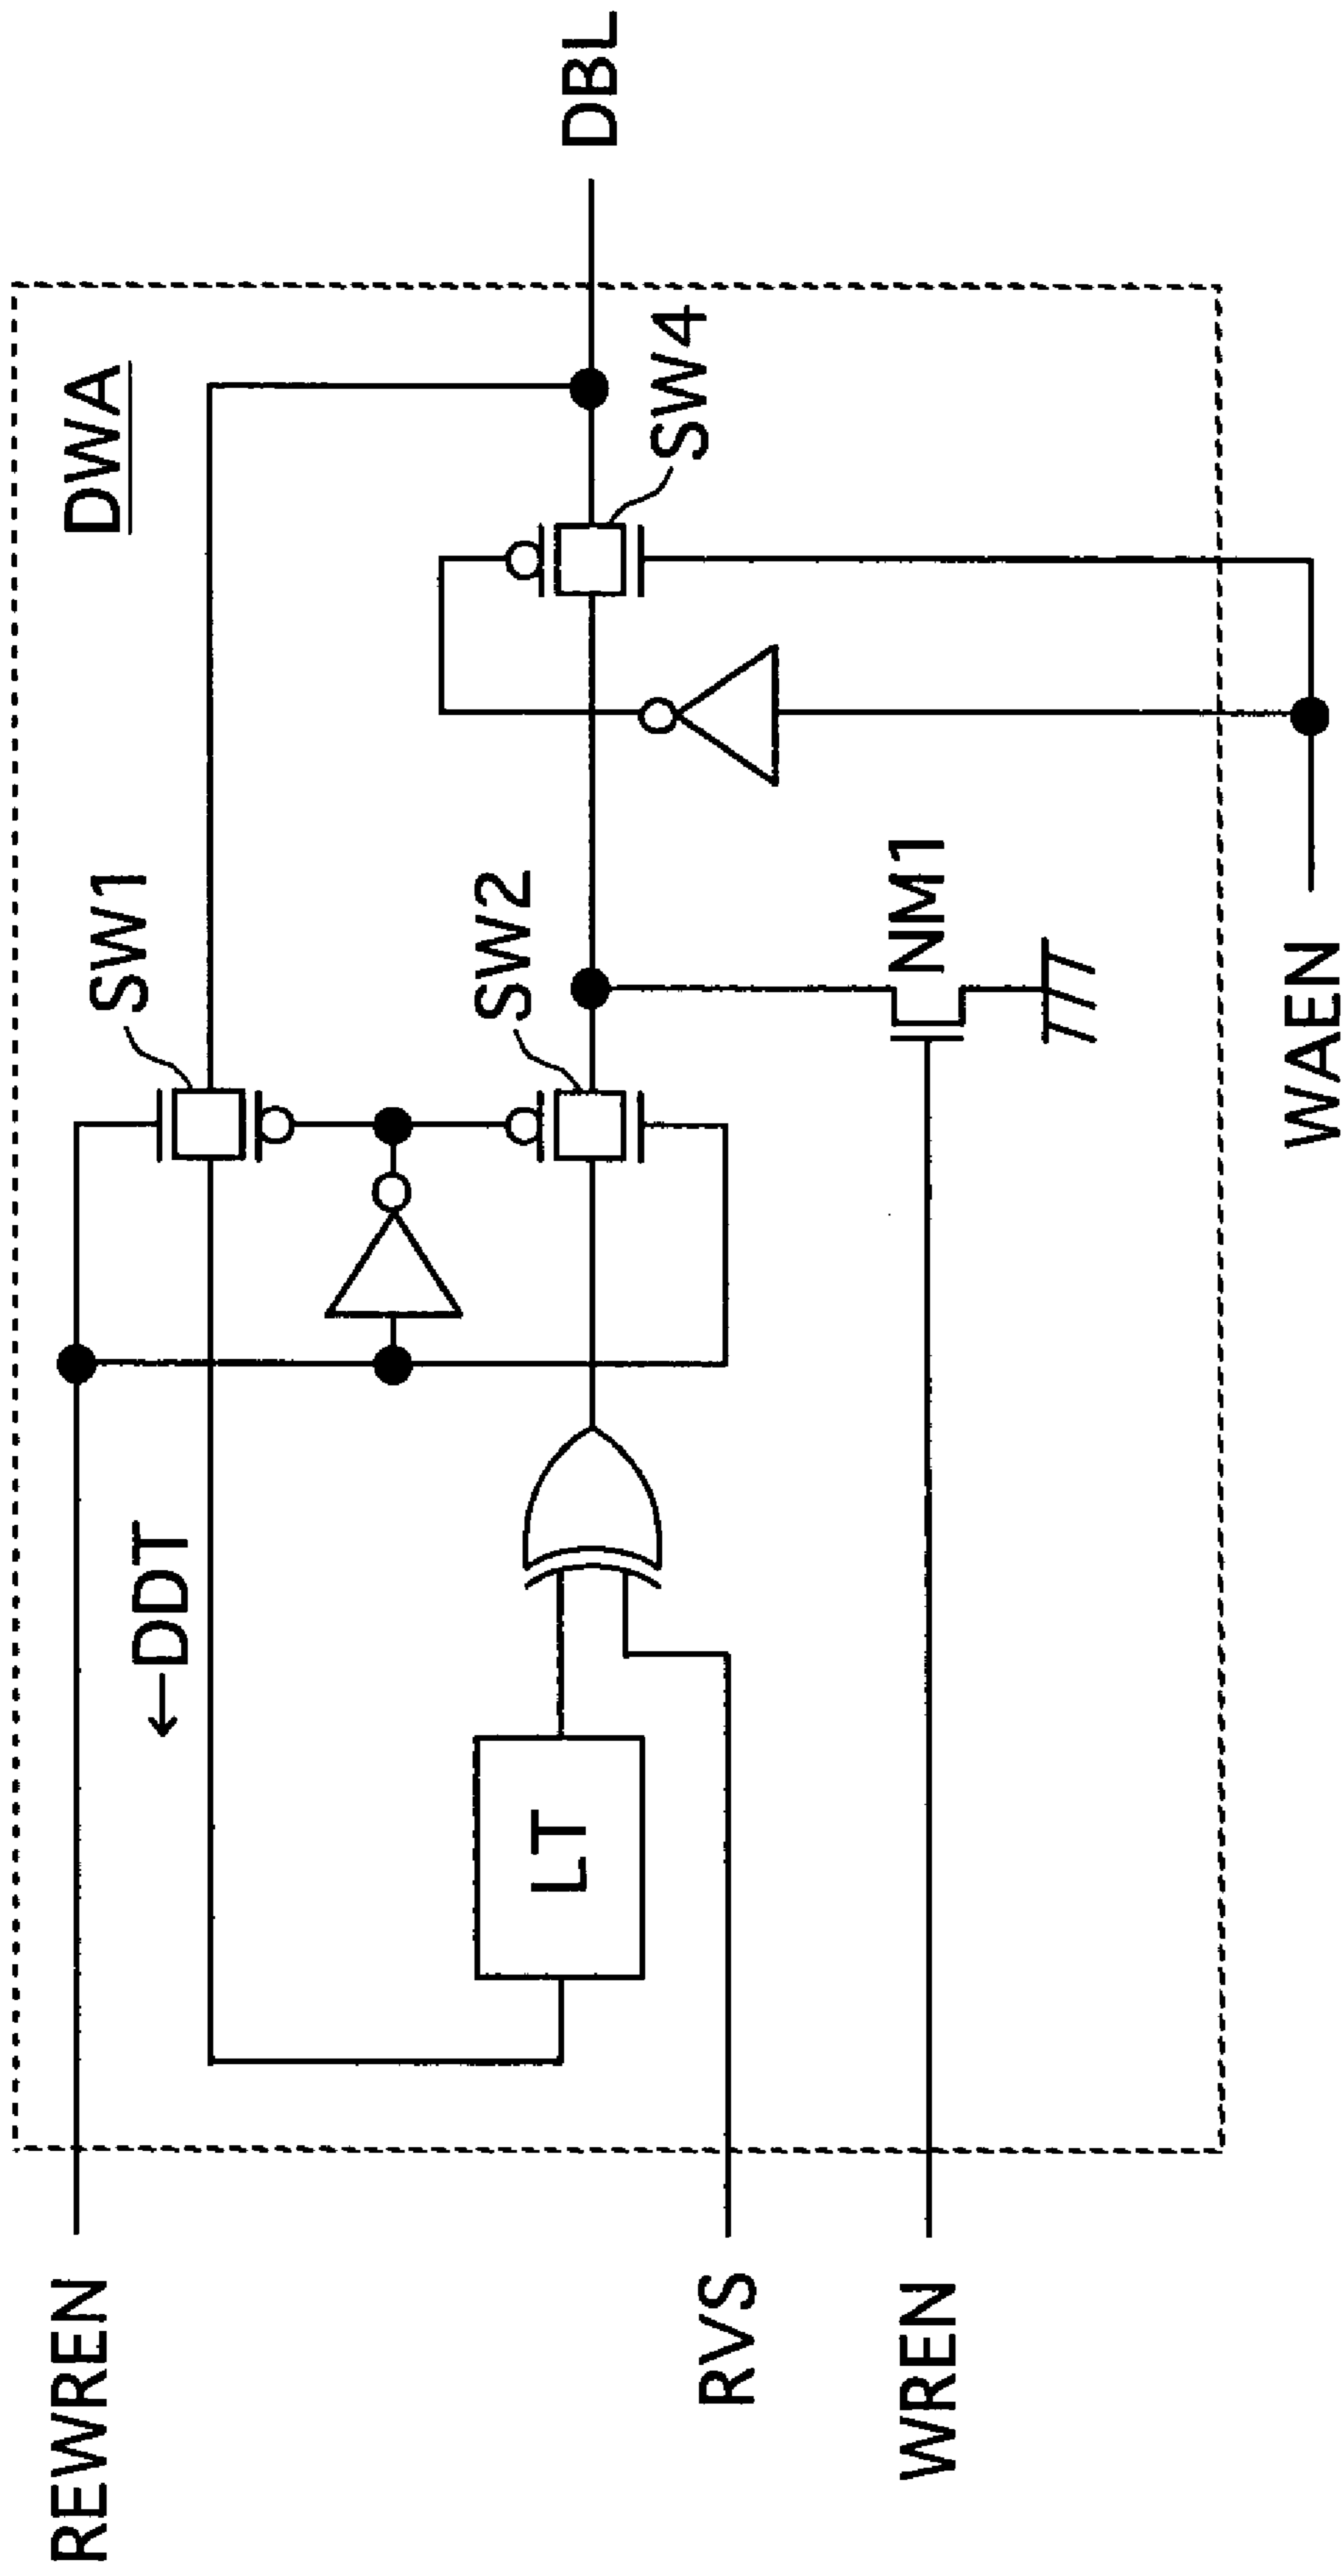 DWA
REWREN
SW1
←DDT
SW2
DBL
SW4
LT
RVS
NM1
WREN
WAEN